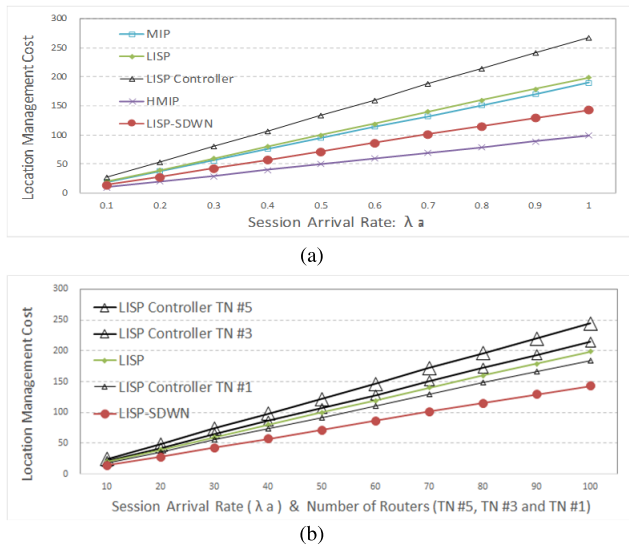 300
250
200
150
100
50
0
Location Management Cost
MIP
LISP
LISP Controller
HMIP
LISP-SDWN
0.1 0.2 0.3 0.4 0.5 0.6 0.7 0.8 0.9 1
Session Arrival Rate: λ a
(a)
300
250
200
150
100
50
0
Location Management Cost
LISP Controller TN #5
LISP Controller TN #3
LISP
LISP Controller TN #1
LISP-SDWN
10 20 30 40 50 60 70 80 90 100
Session Arrival Rate ( λ a ) & Number of Routers (TN #5, TN #3 and TN #1)
(b)